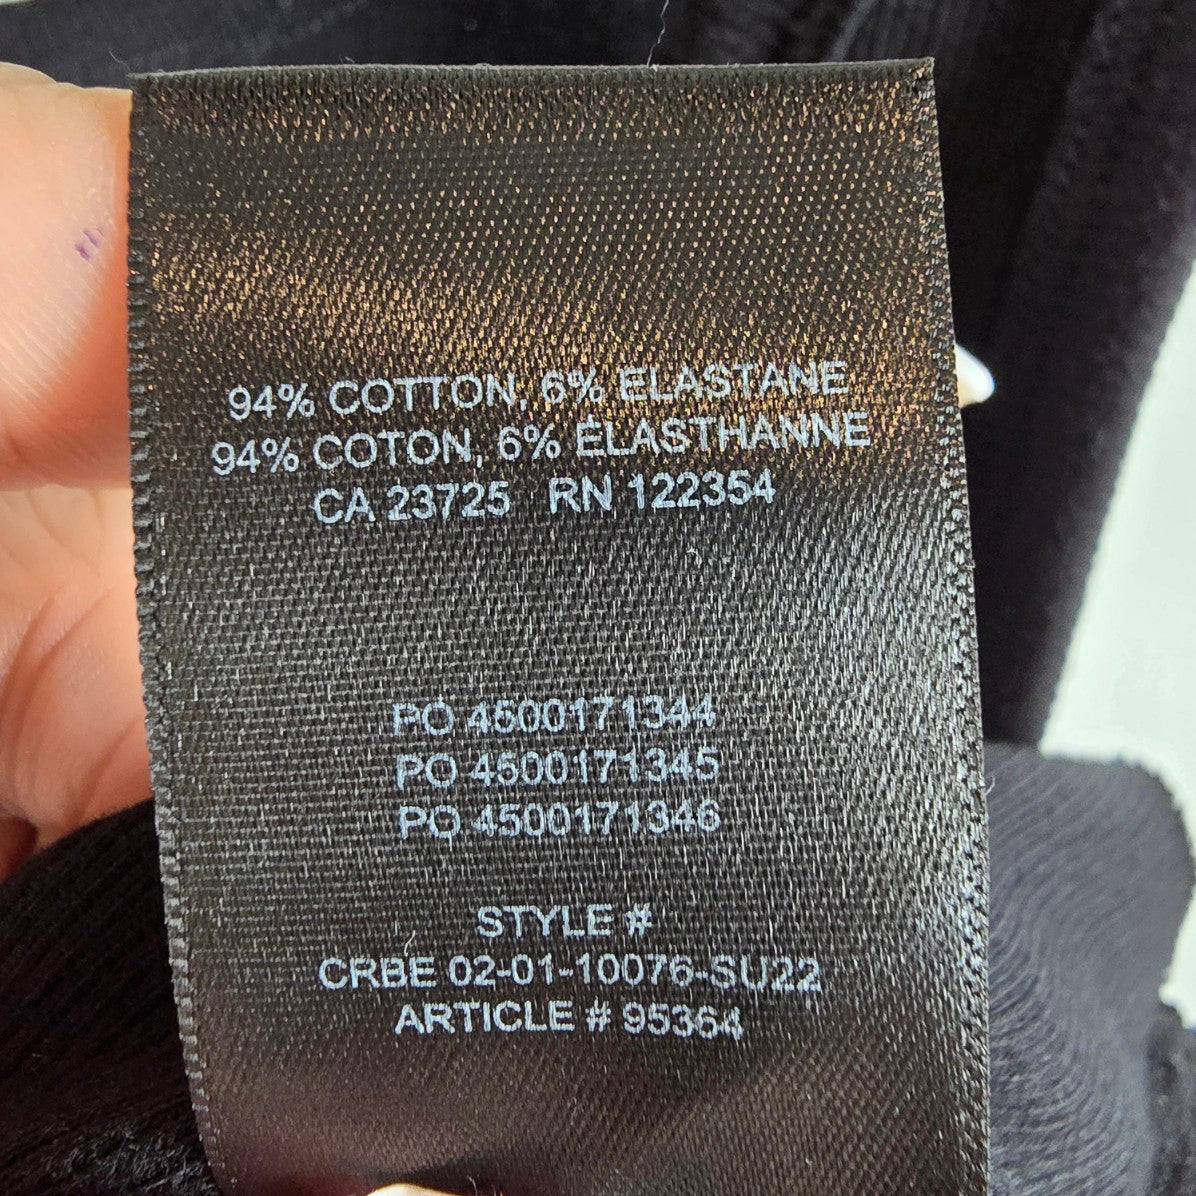 94% COTTON, 6% ELASTANE
94% COTON, 6% ÉLASTHANNE
CA 23725 RN 122354
PO 4500171344
PO 4500171345
PO 4500171346
STYLE #
CRBE 02-01-10076-SU22
ARTICLE # 95364